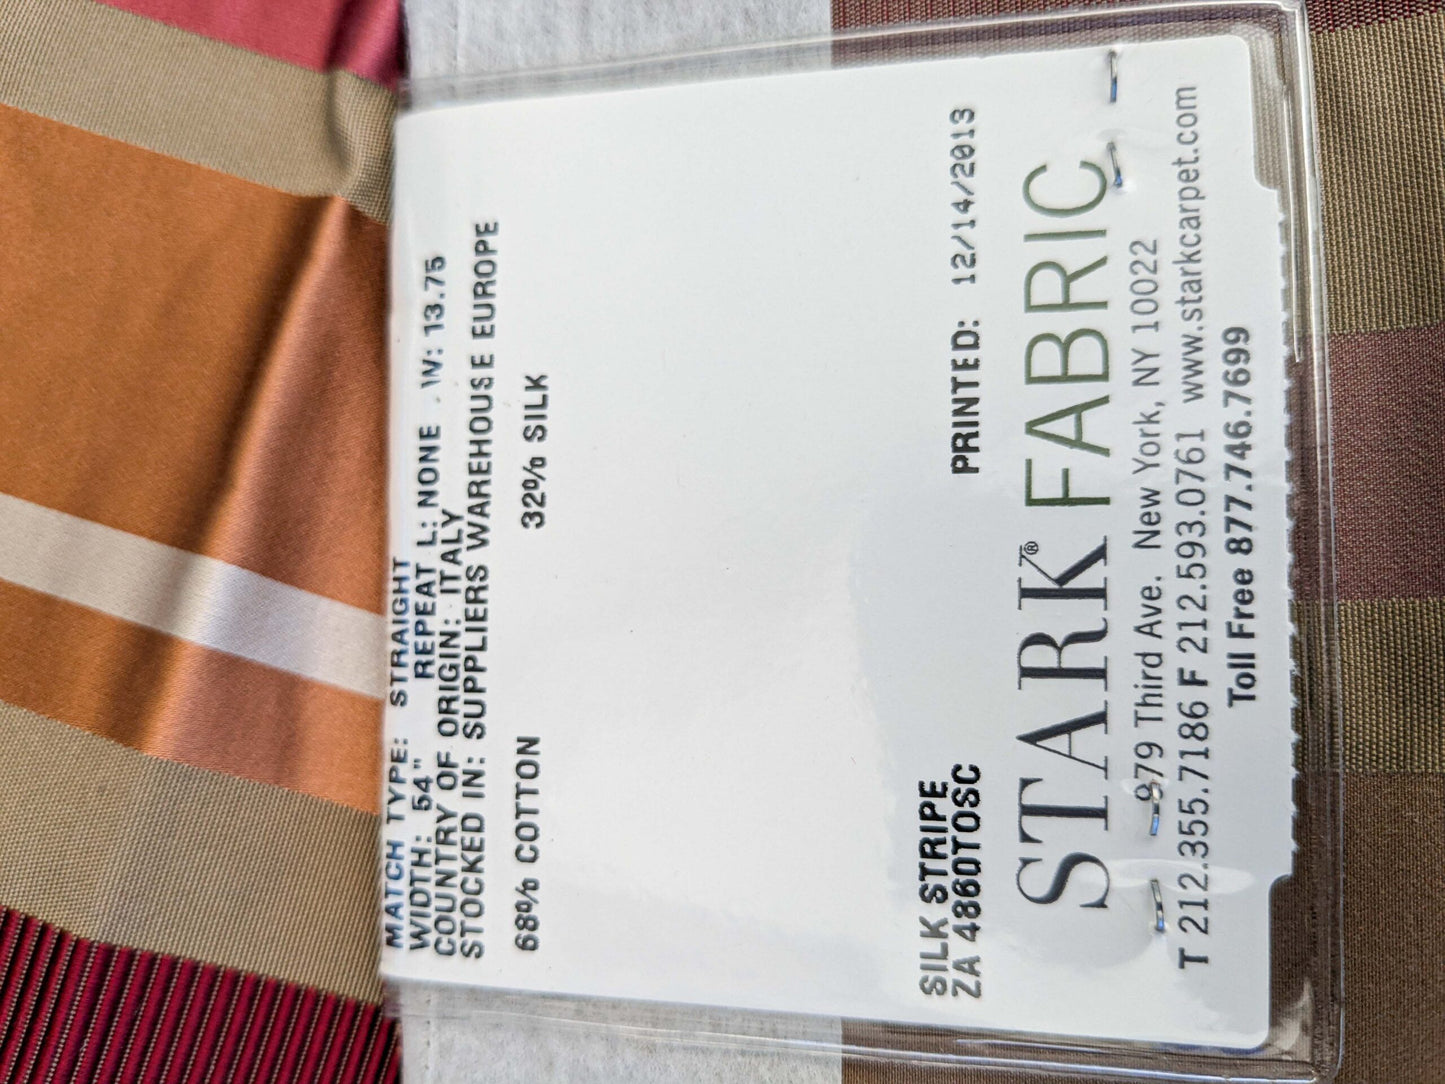 MATCH TYPE: STRAIGHT
WIDTH: 54" REPEAT L: NONE W: 13.75
COUNTRY OF ORIGIN: ITALY
STOCKED IN: SUPPLIERS WAREHOUSE EUROPE
68% COTTON 32% SILK
SILK STRIPE PRINTED: 12/14/2013
ZA 4860TOSC
STARK® FABRIC
979 Third Ave. New York, NY 10022
T 212.355.7186 F 212.593.0761 www.starkcarpet.com
Toll Free 877.746.7699